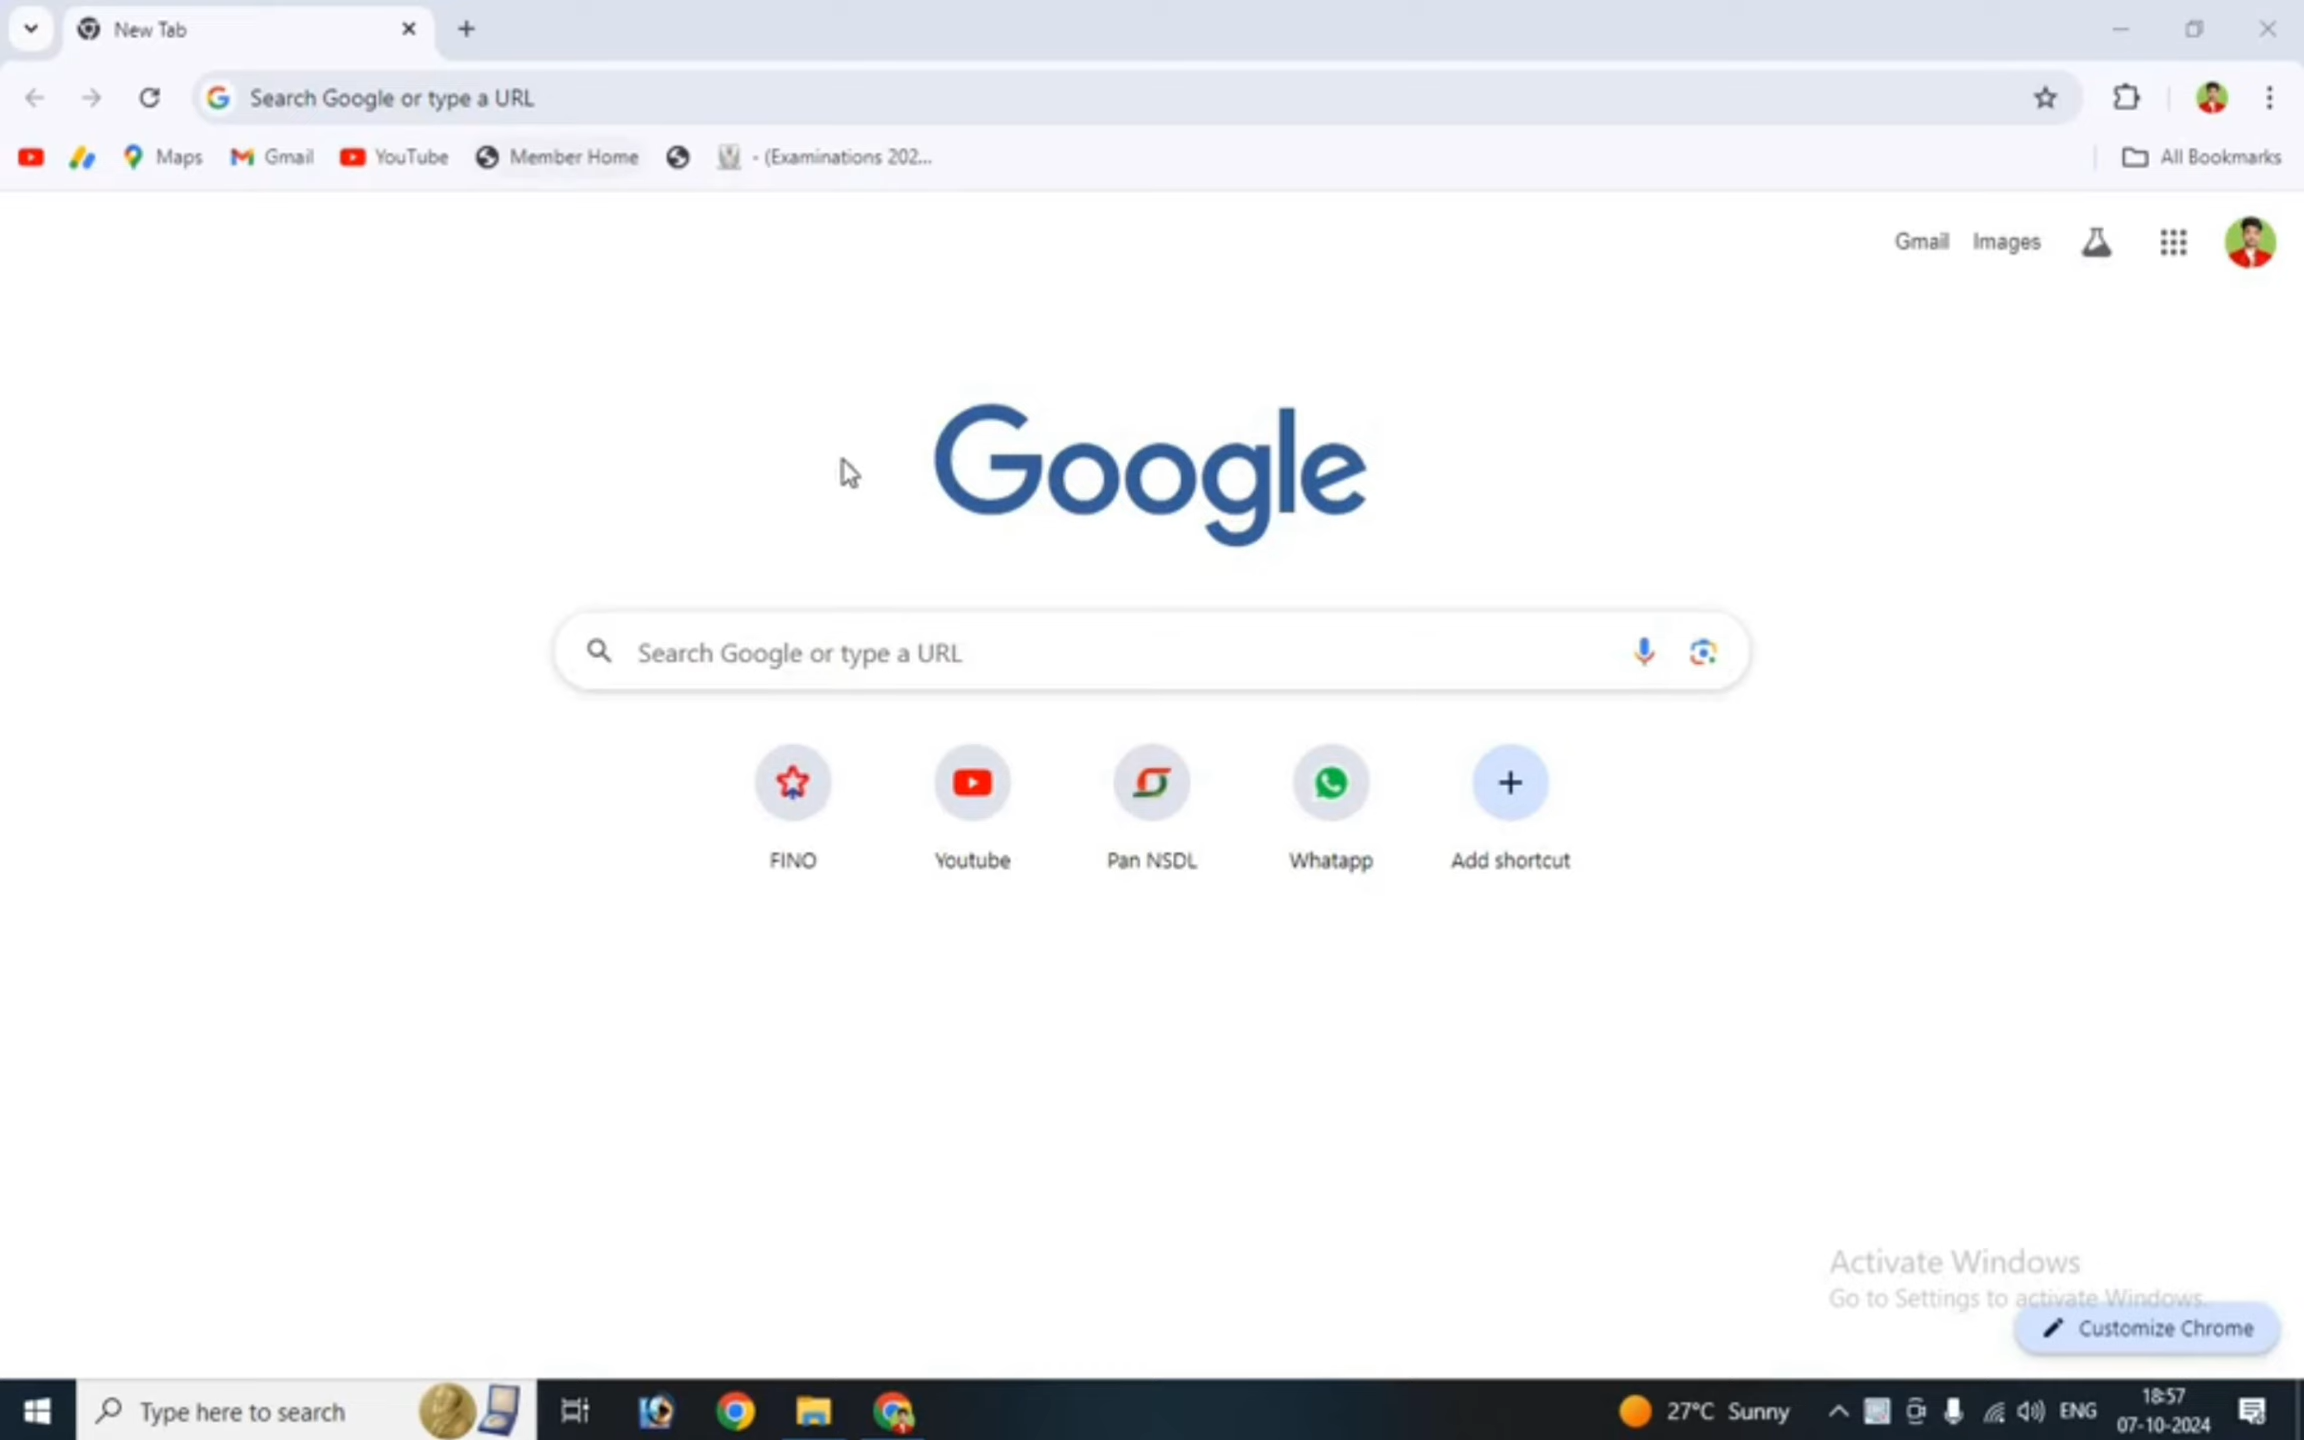 New Tab
Search Google or type a URL
Maps Gmail YouTube Member Home - (Examinations 202... All Bookmarks
Gmail Images
Google
Search Google or type a URL
FINO Youtube Pan NSDL Whatapp Add shortcut
Activate Windows
Go to Settings to activate Windows.
Customize Chrome
Type here to search
27°C Sunny
ENG
18:57
07-10-2024